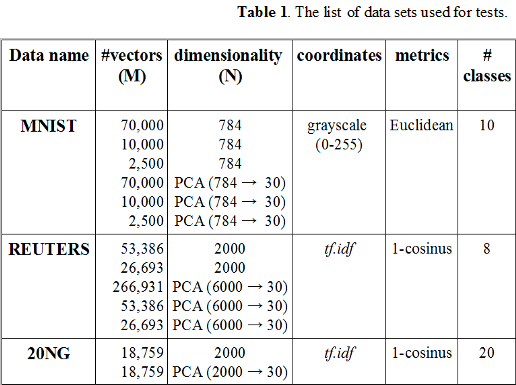 Table 1. The list of data sets used for tests.
Data name #vectors dimensionality coordinates metrics #
(M) (N) classes
MNIST 70,000 784 grayscale Euclidean 10
10,000 784 (0-255)
2,500 784
70,000 PCA (784 → 30)
10,000 PCA (784 → 30)
2,500 PCA (784 → 30)
REUTERS 53,386 2000 tf.idf 1-cosinus 8
26,693 2000
266,931 PCA (6000 → 30)
53,386 PCA (6000 → 30)
26,693 PCA (6000 → 30)
20NG 18,759 2000 tf.idf 1-cosinus 20
18,759 PCA (2000 → 30)